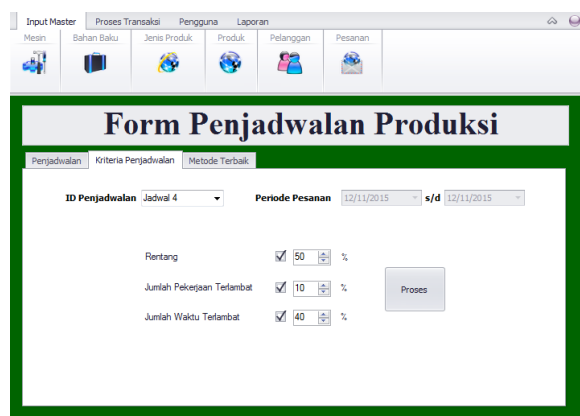 Input Master Proses Transaksi Pengguna Laporan
Mesin Bahan Baku Jenis Produk Produk Pelanggan Pesanan
Form Penjadwalan Produksi
Penjadwalan Kriteria Penjadwalan Metode Terbaik
ID Penjadwalan Jadwal 4 Periode Pesanan 12/11/2015 s/d 12/11/2015
Rentang 50 %
Jumlah Pekerjaan Terlambat 10 % Proses
Jumlah Waktu Terlambat 40 %